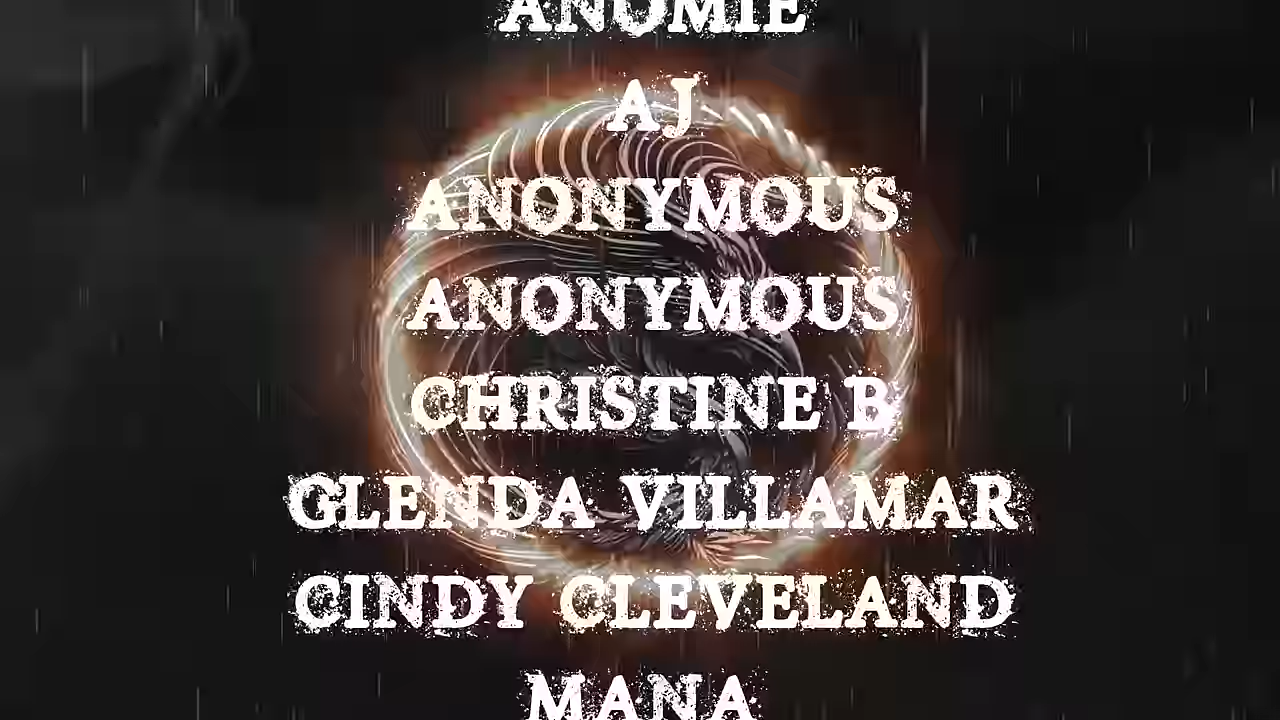 ANOMIE
AJ
ANONYMOUS
ANONYMOUS
CHRISTINE B
GLENDA VILLAMAR
CINDY CLEVELAND
MANA